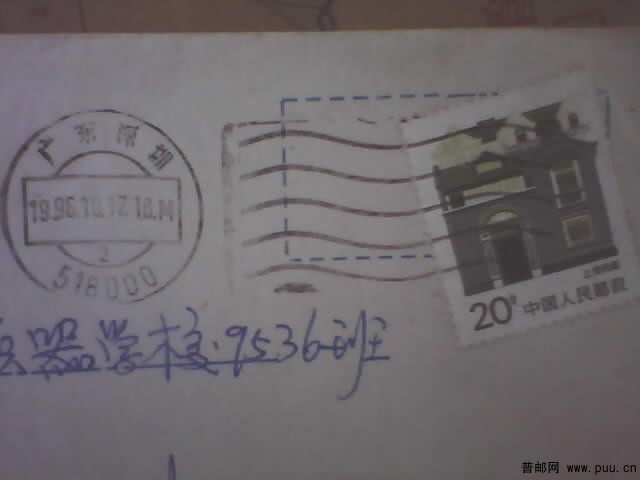 广东深圳
1996.10.17.18.M
2
518000
上海民居
20分
中国人民邮政
器学校.9536班
普邮网 www.puu.cn